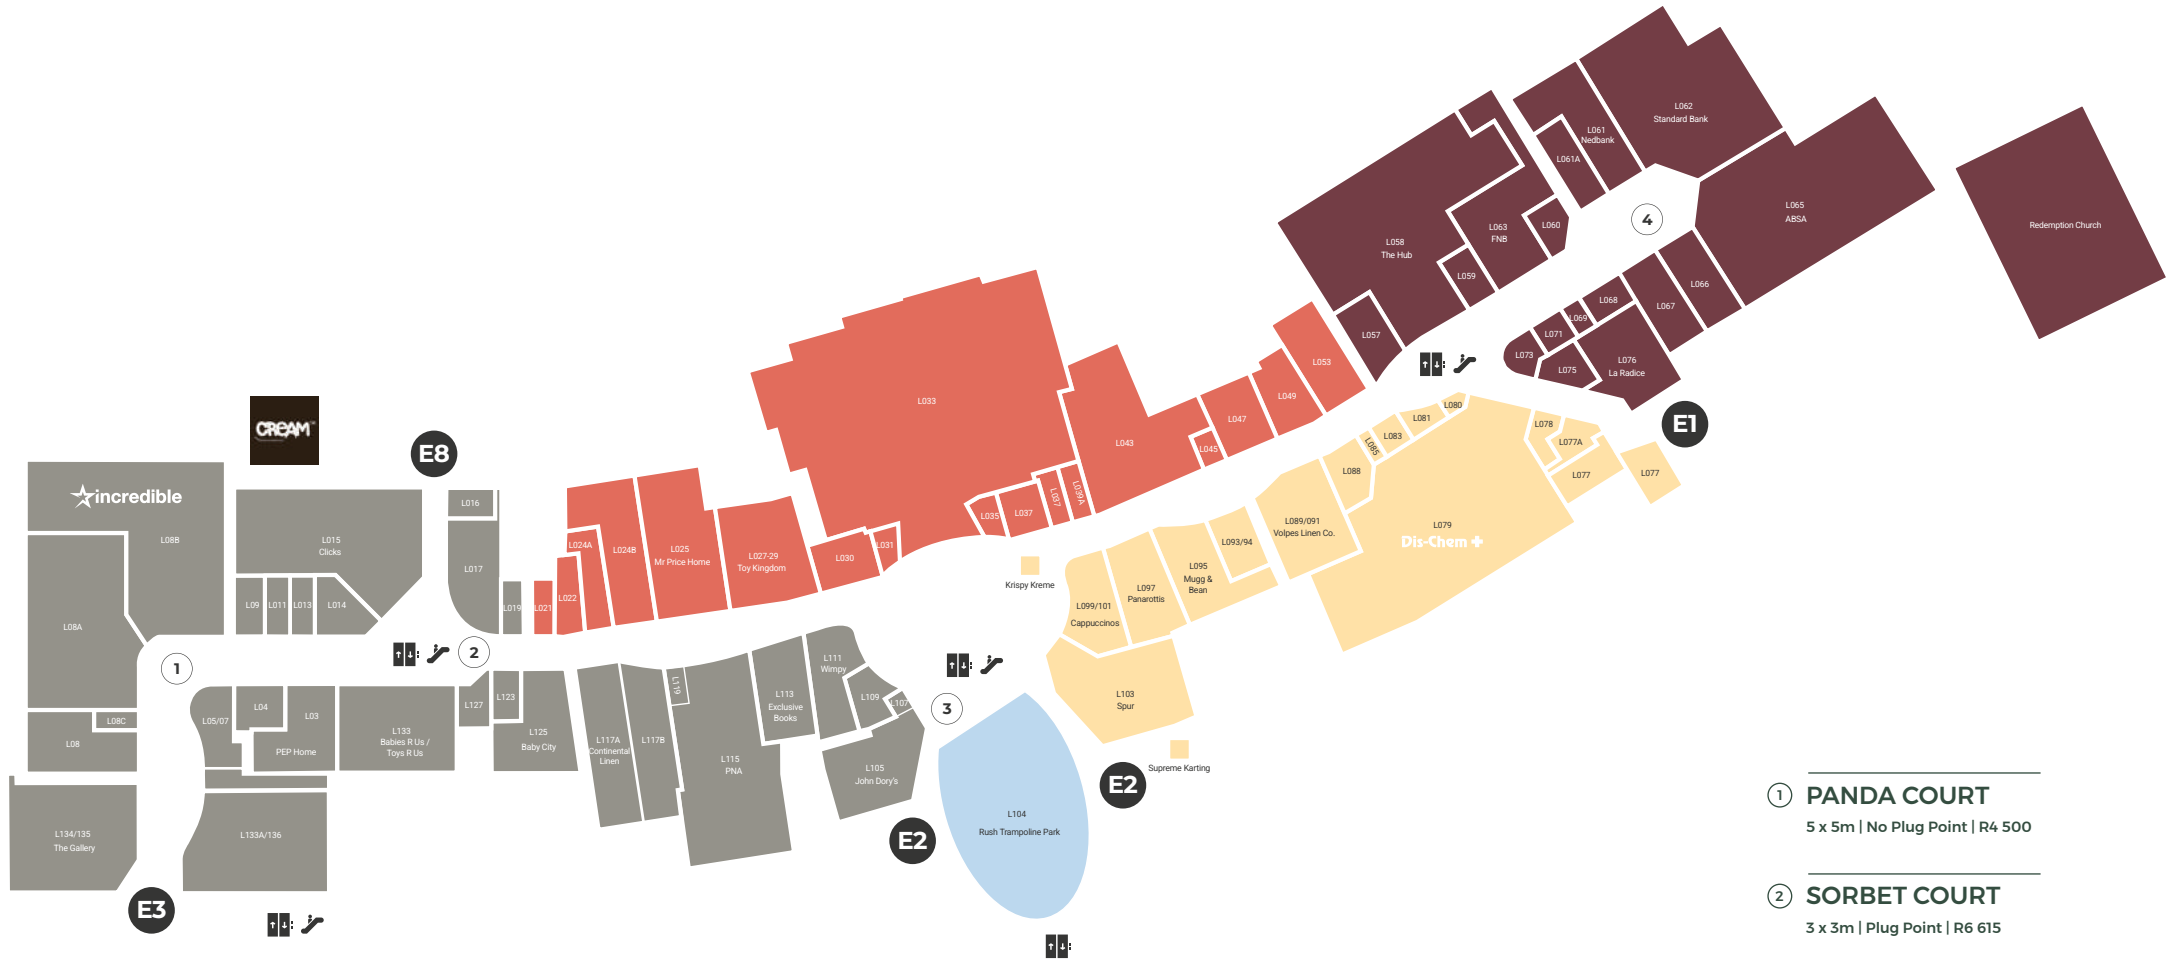 L062
Standard Bank
L061
Nedbank
L061A
L065
ABSA
Redemption Church
4
L060
L063
FNB
L058
The Hub
L059
L057
L066
L067
L068
L069
L071
L073
L075
L076
La Radice
L053
L049
L047
L045
L043
L033
L039A
L037
L037
L035
L031
L030
L027-29
Toy Kingdom
L025
Mr Price Home
L024B
L024A
L022
L021
E1
L080
L081
L083
L085
L088
L078
L077A
L077
L077
L079
Dis-Chem
L089/091
Volpes Linen Co.
L093/94
L095
Mugg &
Bean
L097
Panarottis
L099/101
Cappuccinos
Krispy Kreme
L103
Spur
Supreme Karting
E2
CREAM
E8
incredible
L08B
L08A
L015
Clicks
L09
L011
L013
L014
L016
L017
L019
1
2
3
L08C
L08
L05/07
L04
L03
PEP Home
L133
Babies R Us /
Toys R Us
L127
L123
L125
Baby City
L117A
Continental
Linen
L117B
L119
L115
PNA
L113
Exclusive
Books
L111
Wimpy
L109
L107
L105
John Dory's
E2
L104
Rush Trampoline Park
L134/135
The Gallery
L133A/136
E3
1 PANDA COURT
5 x 5m | No Plug Point | R4 500
2 SORBET COURT
3 x 3m | Plug Point | R6 615